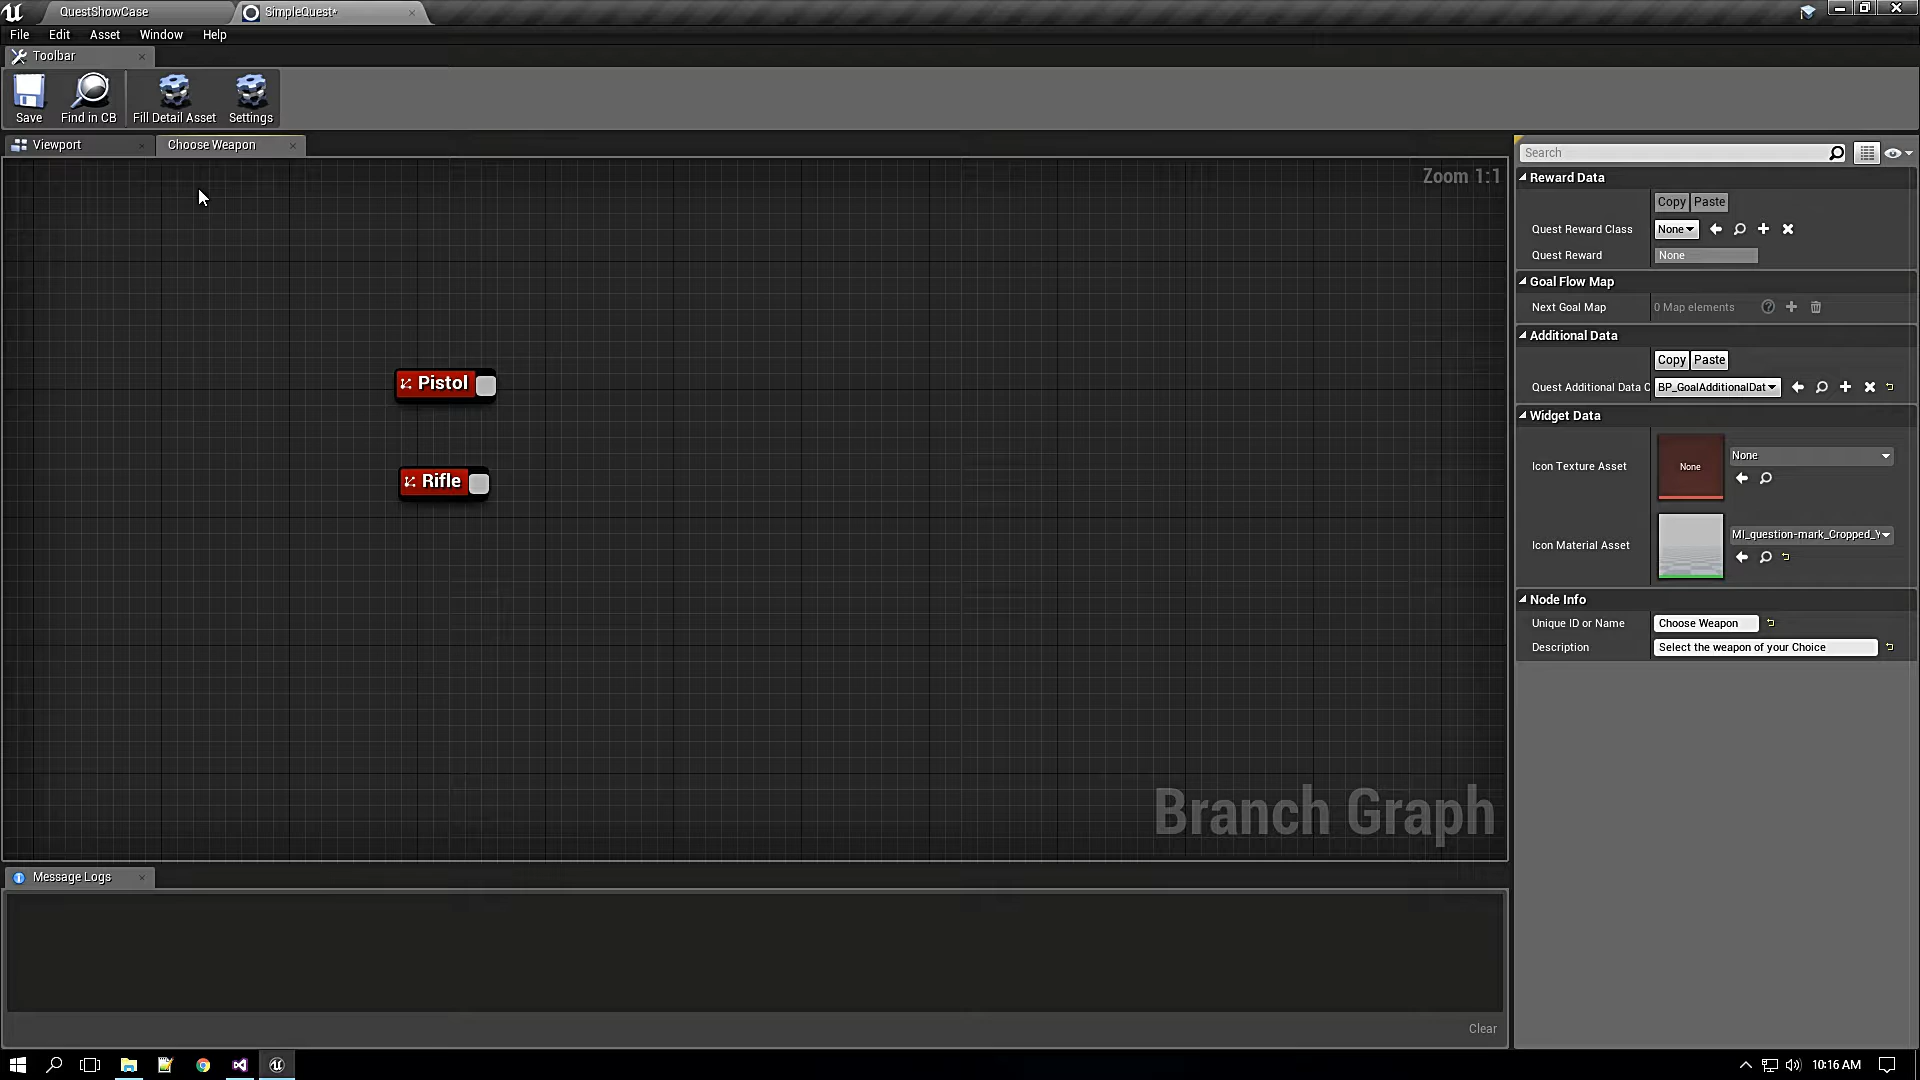 QuestShowCase
SimpleQuest*
File Edit Asset Window Help
Toolbar
Save
Find in CB
Fill Detail Asset
Settings
Viewport
Choose Weapon
Zoom 1:1
Pistol
Rifle
Branch Graph
Message Logs
Clear
Search
Reward Data
Copy Paste
Quest Reward Class
None
Quest Reward
None
Goal Flow Map
Next Goal Map
0 Map elements
Additional Data
Copy Paste
Quest Additional Data C
BP_GoalAdditionalDat
Widget Data
Icon Texture Asset
None
None
Icon Material Asset
MI_question-mark_Cropped_Y
Node Info
Unique ID or Name
Choose Weapon
Description
Select the weapon of your Choice
10:16 AM